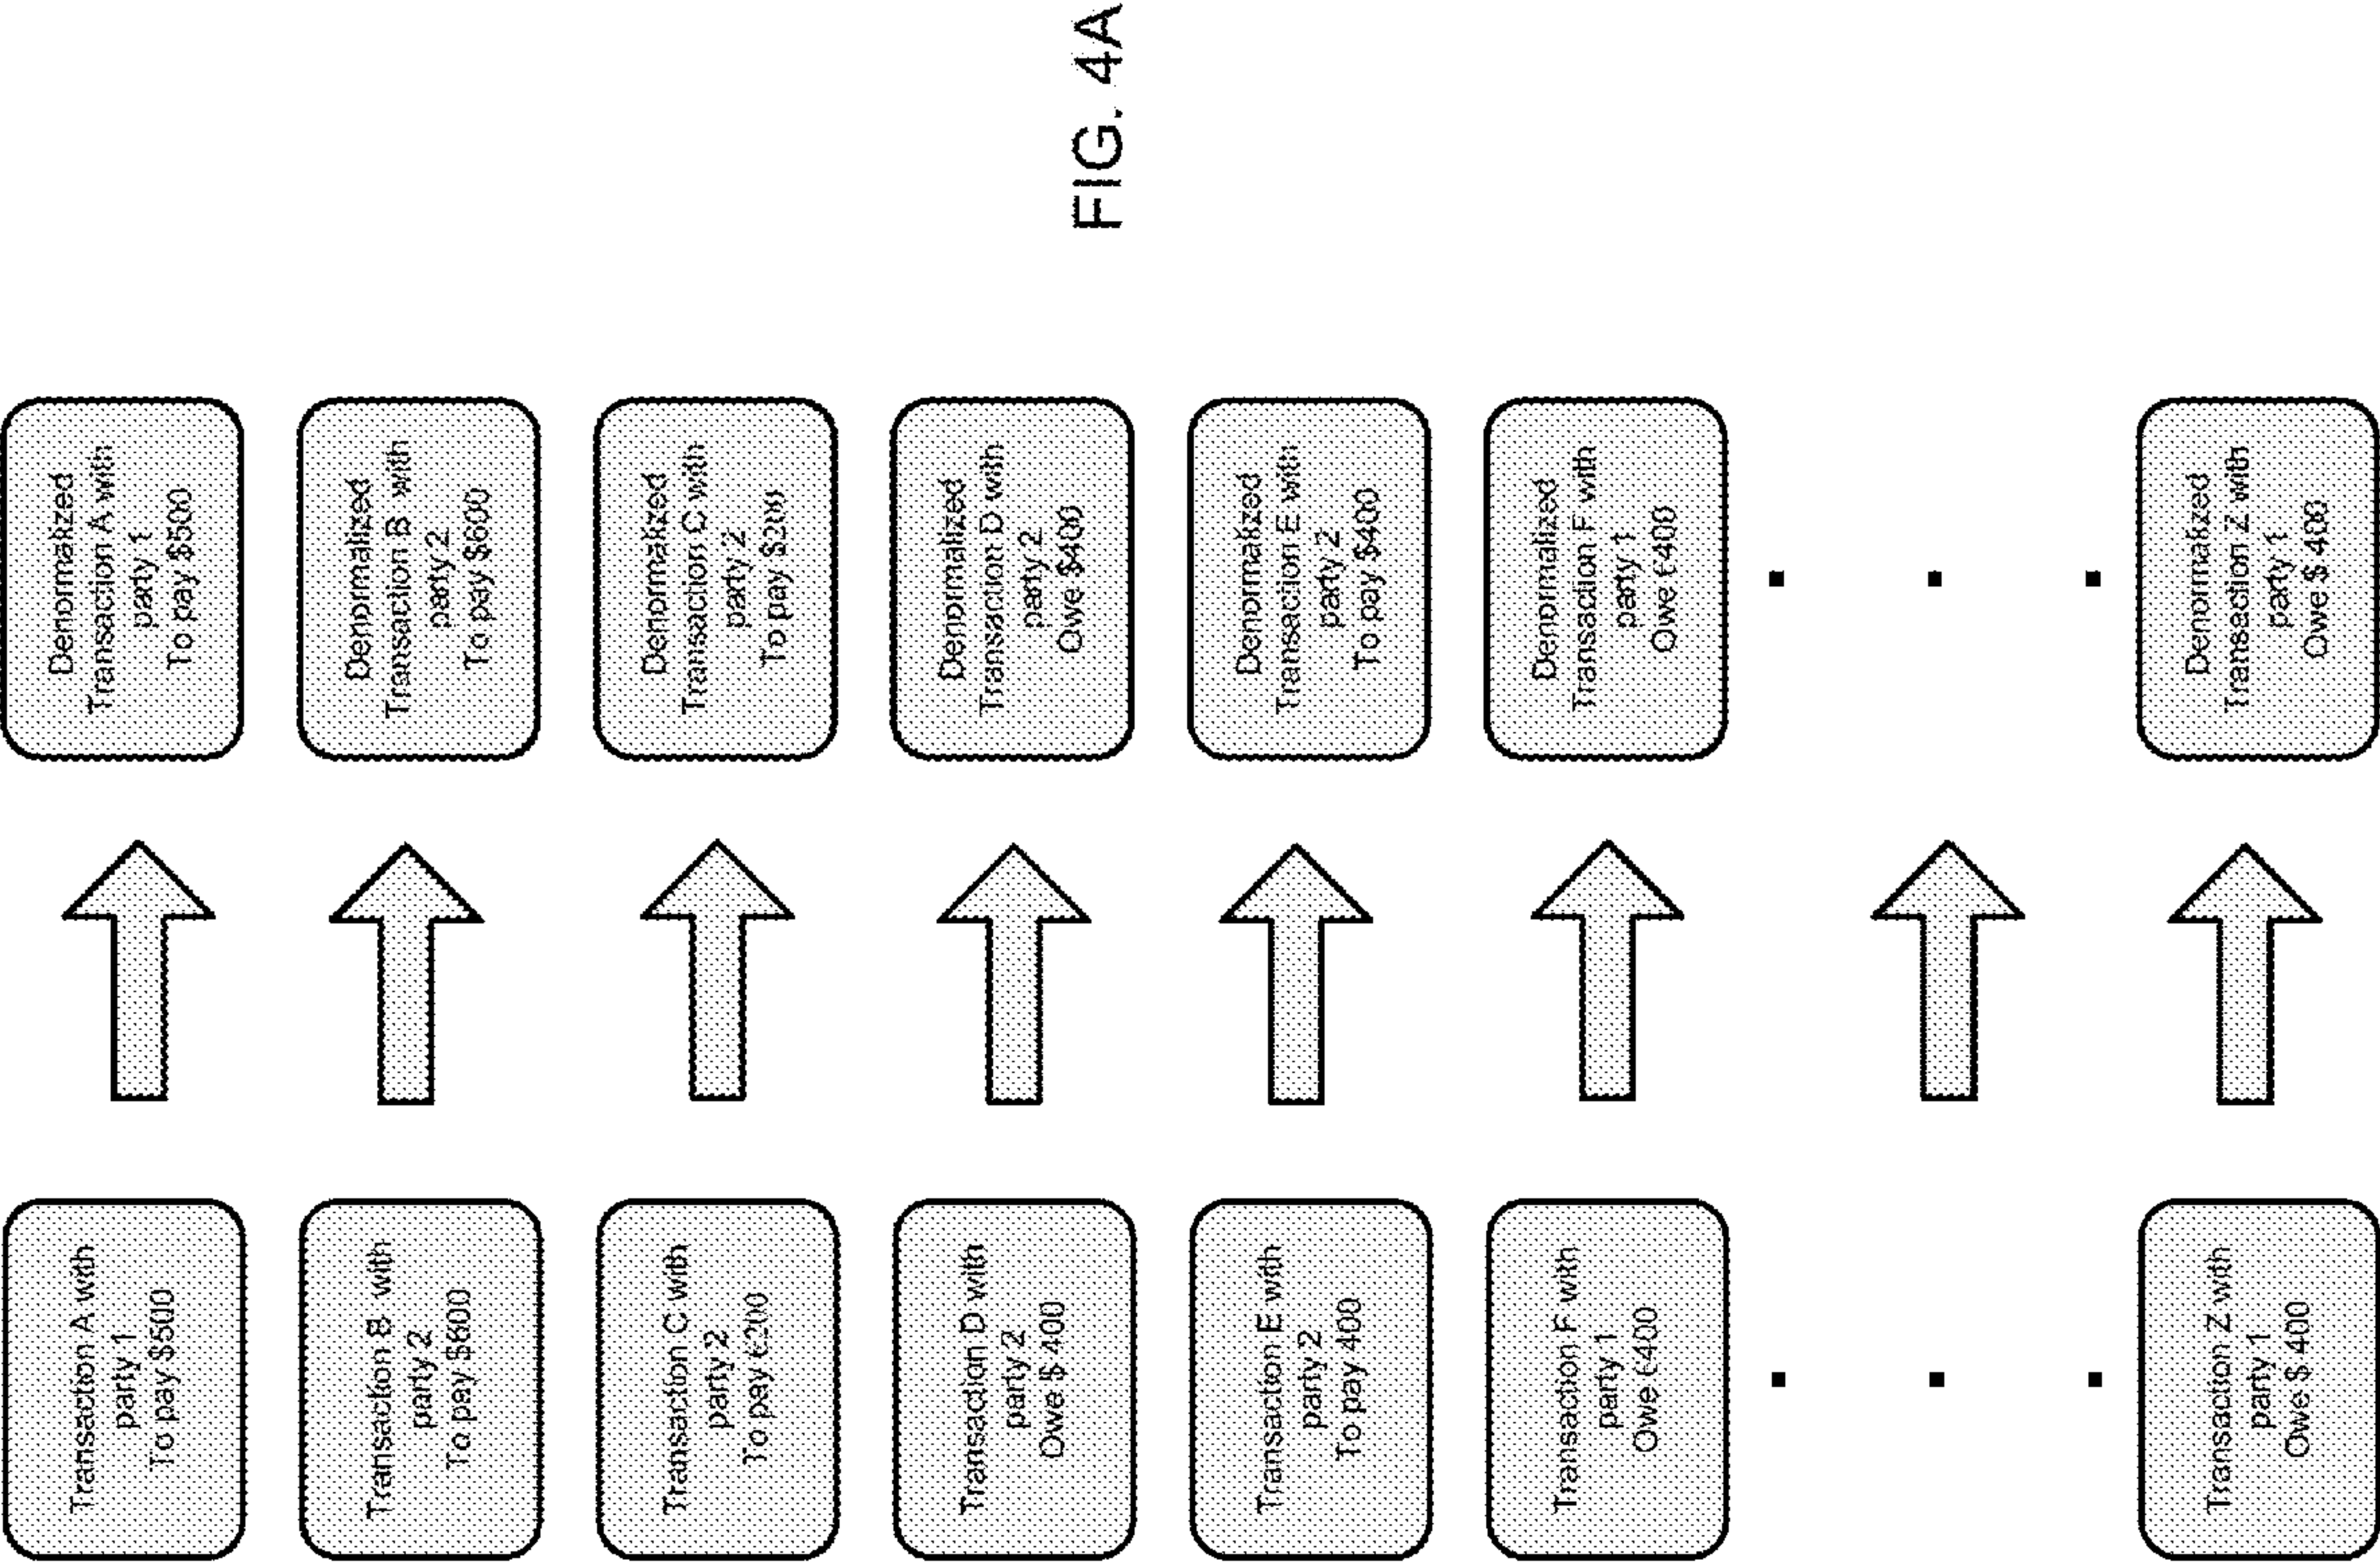 Transaction A with
party 1
To pay $500
Denormalized
Transaction A with
party 1
To pay $500
Transaction B with
party 2
To pay $600
Denormalized
Transaction B with
party 2
To pay $600
Transaction C with
party 2
To pay €200
Denormalized
Transaction C with
party 2
To pay $200
Transaction D with
party 2
Owe $ 400
Denormalized
Transaction D with
party 2
Owe $400
Transaction E with
party 2
To pay 400
Denormalized
Transaction E with
party 2
To pay $400
Transaction F with
party 1
Owe €400
Denormalized
Transaction F with
party 1
Owe €400
Transaction Z with
party 1
Owe $ 400
Denormalized
Transaction Z with
party 1
Owe $ 400
FIG. 4A